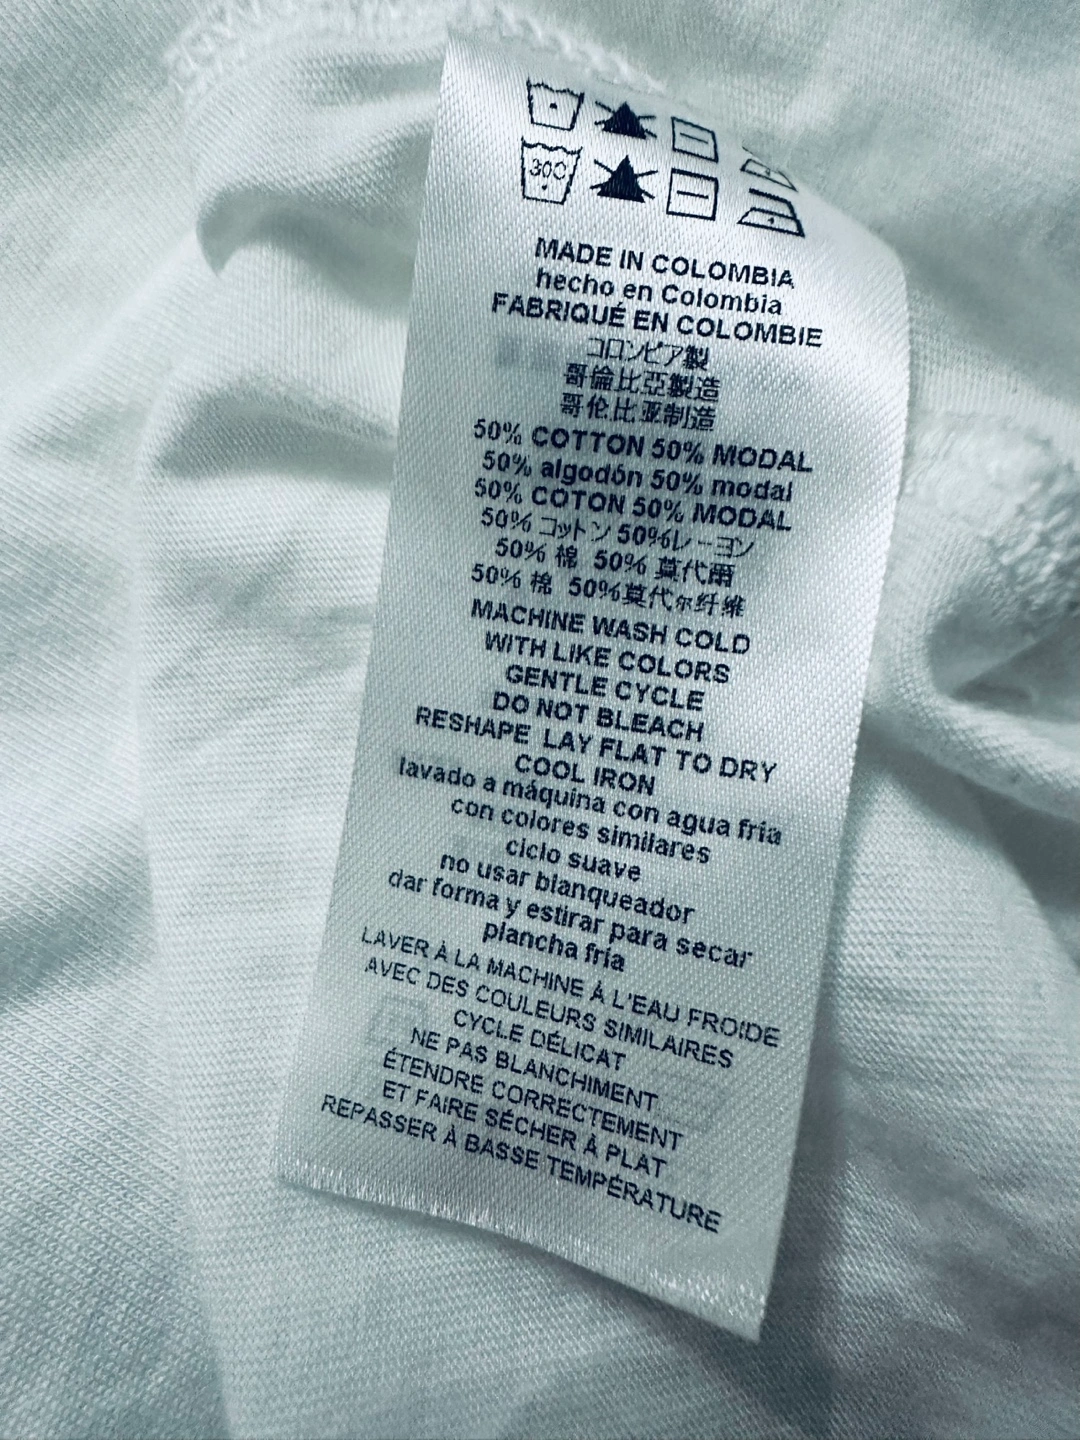 30C
MADE IN COLOMBIA
hecho en Colombia
FABRIQUÉ EN COLOMBIE
コロンビア製
哥倫比亞製造
哥伦比亚制造
50% COTTON 50% MODAL
50% algodón 50% modal
50% COTON 50% MODAL
50% コットン 50%レーヨン
50% 棉 50% 莫代爾
50% 棉 50%莫代尔纤维
MACHINE WASH COLD
WITH LIKE COLORS
GENTLE CYCLE
DO NOT BLEACH
RESHAPE LAY FLAT TO DRY
COOL IRON
lavado a máquina con agua fría
con colores similares
ciclo suave
no usar blanqueador
dar forma y estirar para secar
plancha fría
LAVER À LA MACHINE À L'EAU FROIDE
AVEC DES COULEURS SIMILAIRES
CYCLE DÉLICAT
NE PAS BLANCHIMENT
ÉTENDRE CORRECTEMENT
ET FAIRE SÉCHER À PLAT
REPASSER À BASSE TEMPÉRATURE